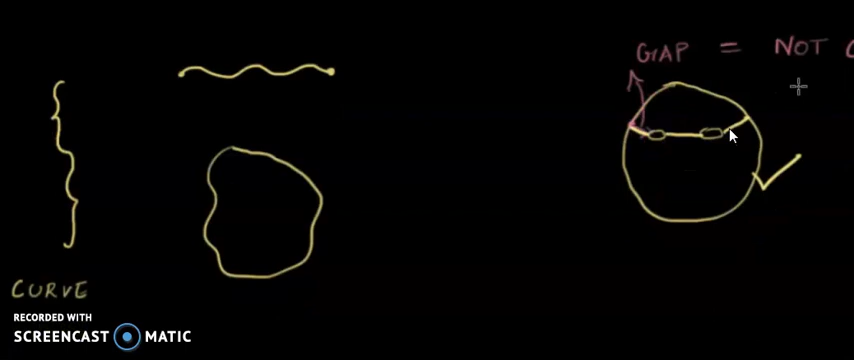 GAP = NOT
CURVE
RECORDED WITH
SCREENCAST MATIC